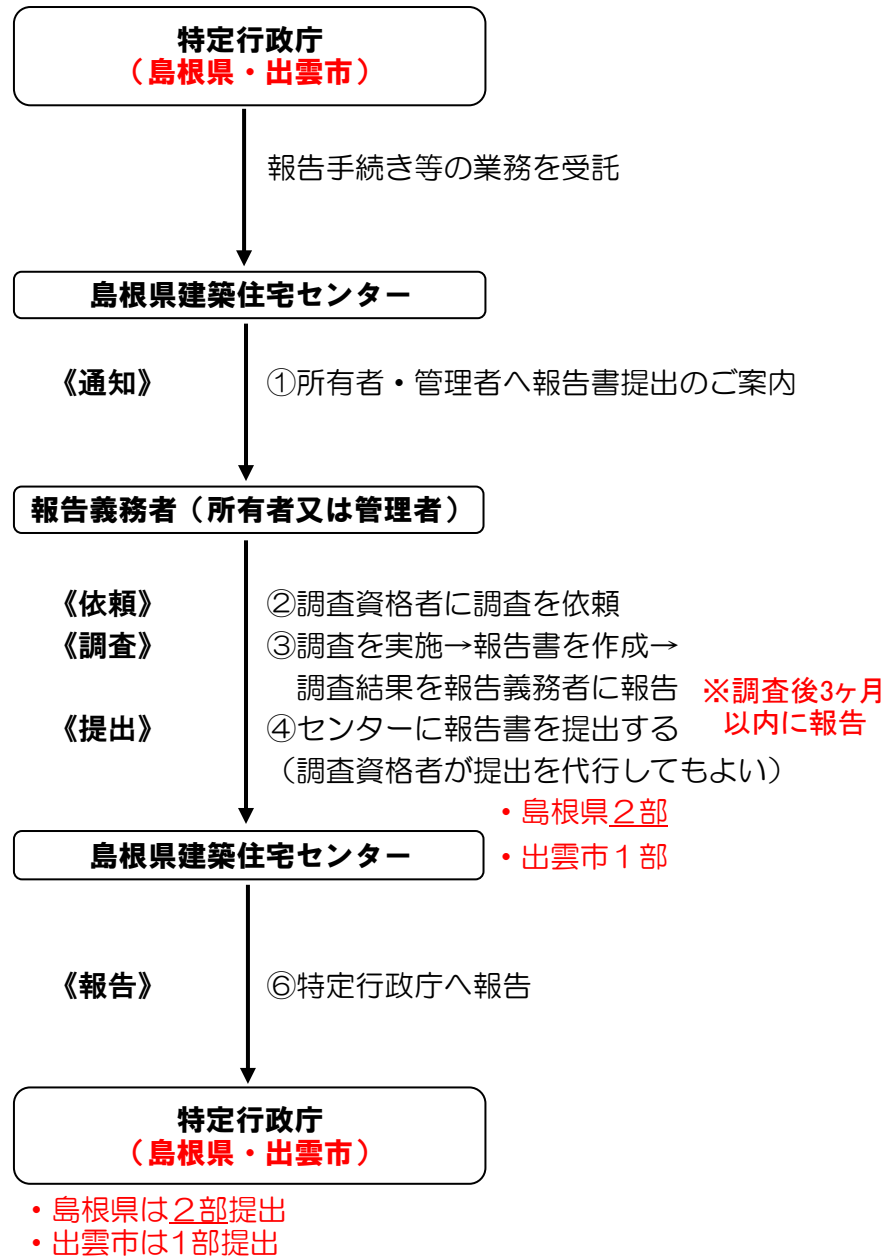 特定行政庁
（島根県・出雲市）
報告手続き等の業務を受託
島根県建築住宅センター
《通知》 ①所有者・管理者へ報告書提出のご案内
報告義務者（所有者又は管理者）
《依頼》 ②調査資格者に調査を依頼
《調査》 ③調査を実施→報告書を作成→
調査結果を報告義務者に報告
※調査後3ヶ月
以内に報告
《提出》 ④センターに報告書を提出する
（調査資格者が提出を代行してもよい）
・島根県２部
島根県建築住宅センター
・出雲市１部
《報告》 ⑥特定行政庁へ報告
特定行政庁
（島根県・出雲市）
・島根県は２部提出
・出雲市は1部提出